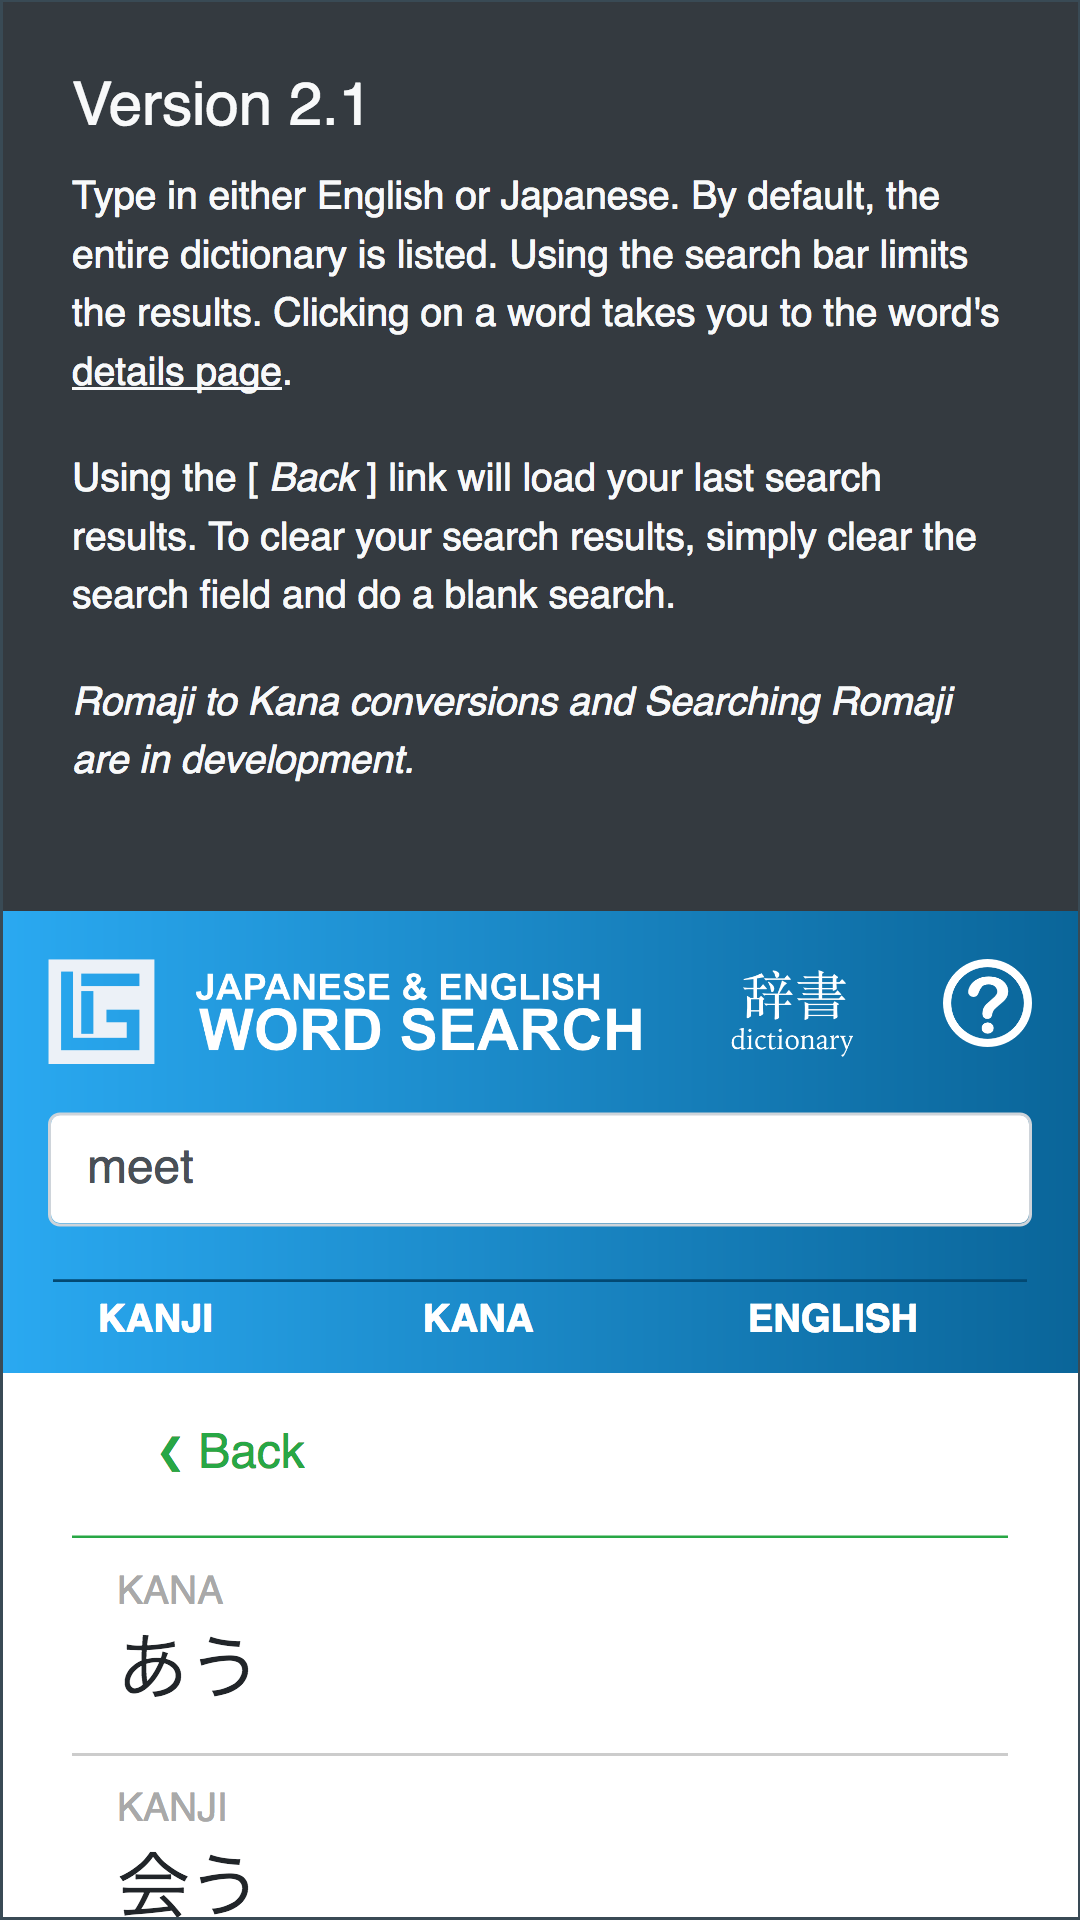 Version 2.1
Type in either English or Japanese. By default, the
entire dictionary is listed. Using the search bar limits
the results. Clicking on a word takes you to the word's
details page.
Using the [ Back ] link will load your last search
results. To clear your search results, simply clear the
search field and do a blank search.
Romaji to Kana conversions and Searching Romaji
are in development.
JAPANESE & ENGLISH
WORD SEARCH
辞書
dictionary
?
meet
KANJI KANA ENGLISH
❮ Back
KANA
あう
KANJI
会う